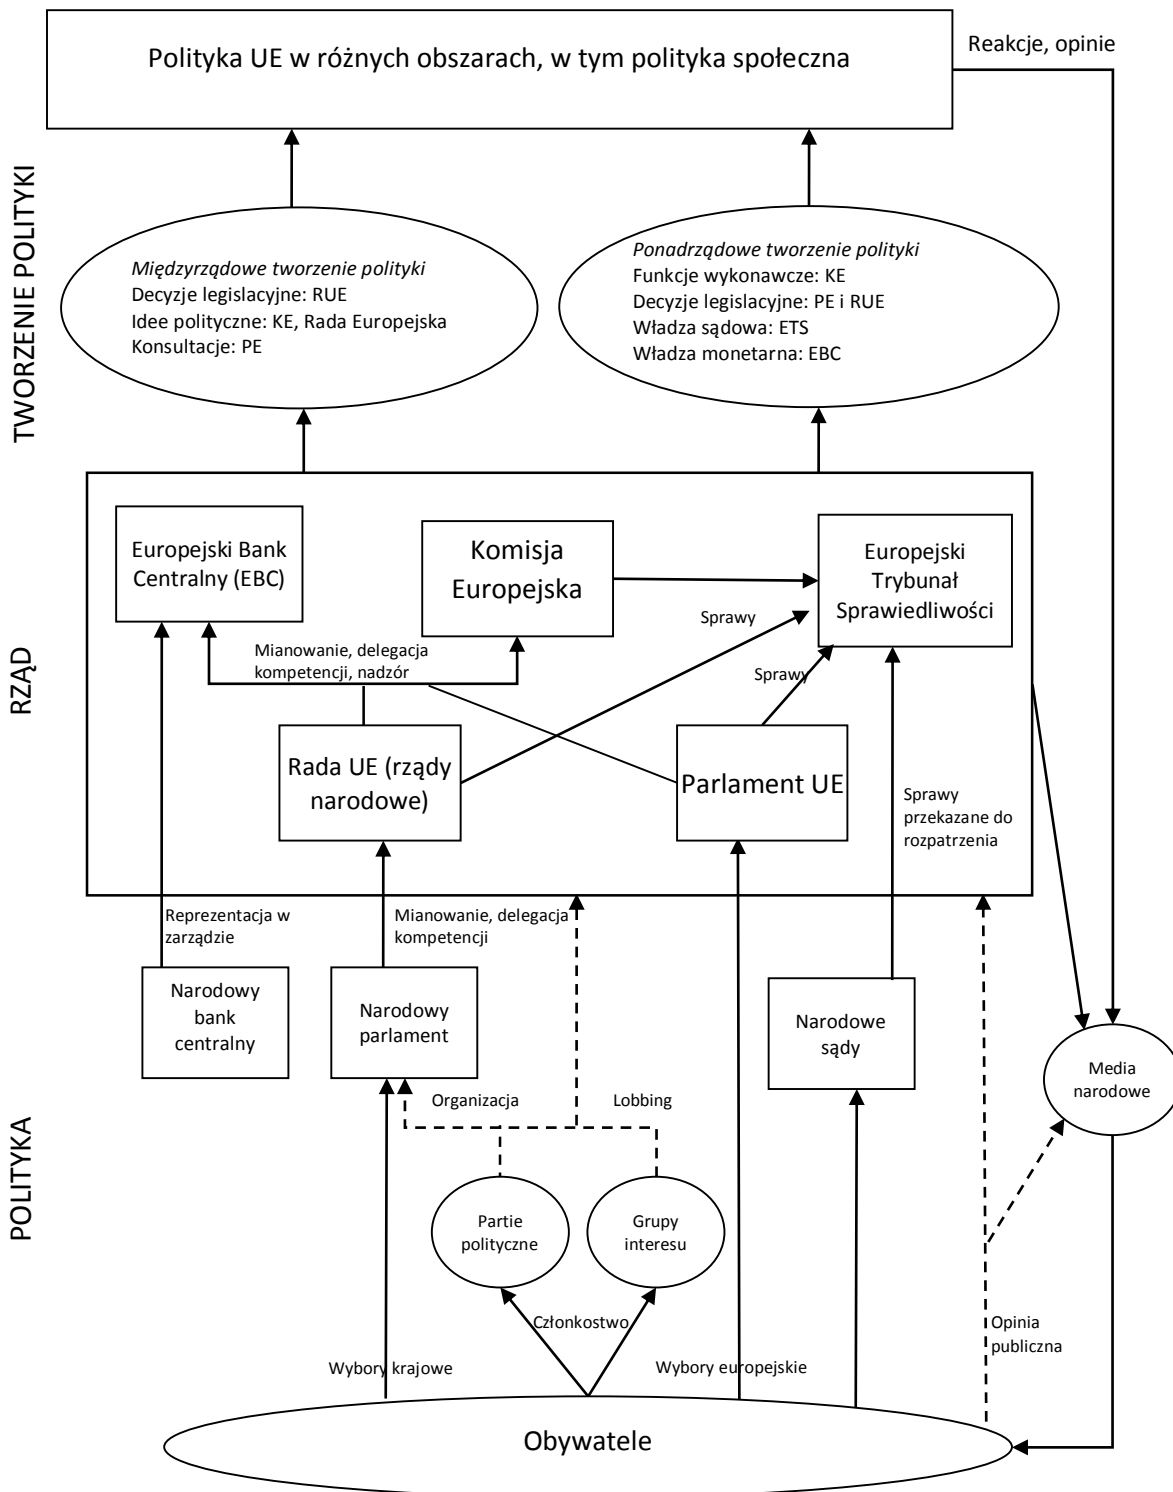 Polityka UE w różnych obszarach, w tym polityka społeczna
Reakcje, opinie
TWORZENIE POLITYKI
Międzyrządowe tworzenie polityki
Decyzje legislacyjne: RUE
Idee polityczne: KE, Rada Europejska
Konsultacje: PE
Ponadrządowe tworzenie polityki
Funkcje wykonawcze: KE
Decyzje legislacyjne: PE i RUE
Władza sądowa: ETS
Władza monetarna: EBC
RZĄD
Europejski Bank
Centralny (EBC)
Komisja
Europejska
Europejski
Trybunał
Sprawiedliwości
Mianowanie, delegacja
kompetencji, nadzór
Sprawy
Sprawy
Rada UE (rządy
narodowe)
Parlament UE
Sprawy
przekazane do
rozpatrzenia
Reprezentacja w
zarządzie
Mianowanie, delegacja
kompetencji
POLITYKA
Narodowy
bank
centralny
Narodowy
parlament
Narodowe
sądy
Media
narodowe
Organizacja
Lobbing
Partie
polityczne
Grupy
interesu
Członkostwo
Wybory krajowe
Wybory europejskie
Opinia
publiczna
Obywatele